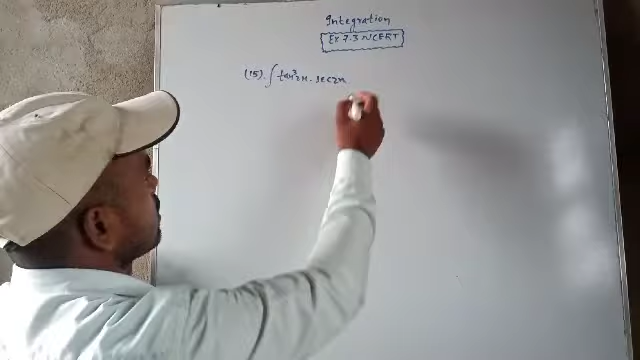 Integration
Ex 7.3 NCERT
(15). ∫ tan³2x . sec2x